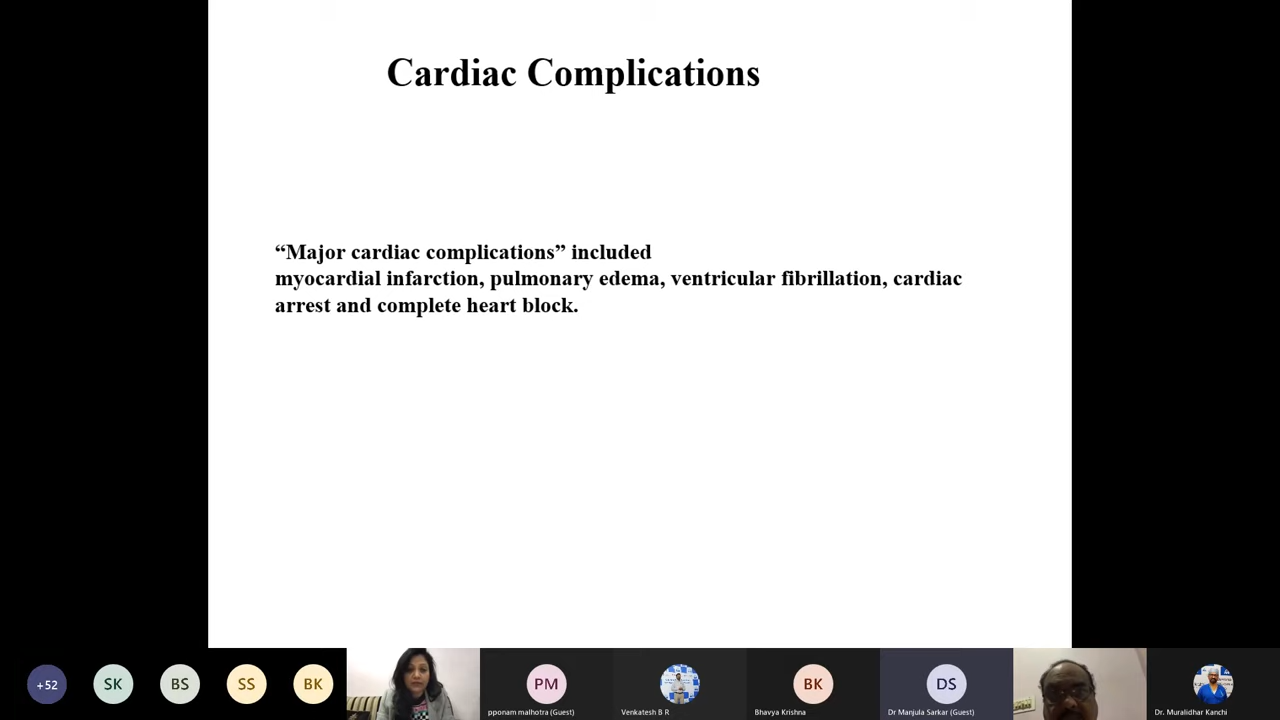 Cardiac Complications
“Major cardiac complications” included
myocardial infarction, pulmonary edema, ventricular fibrillation, cardiac
arrest and complete heart block.
+52
SK
BS
SS
BK
PM
BK
DS
pponam malhotra (Guest)
Venkatesh B R
Bhavya Krishna
Dr Manjula Sarkar (Guest)
Dr. Muralidhar Kanchi